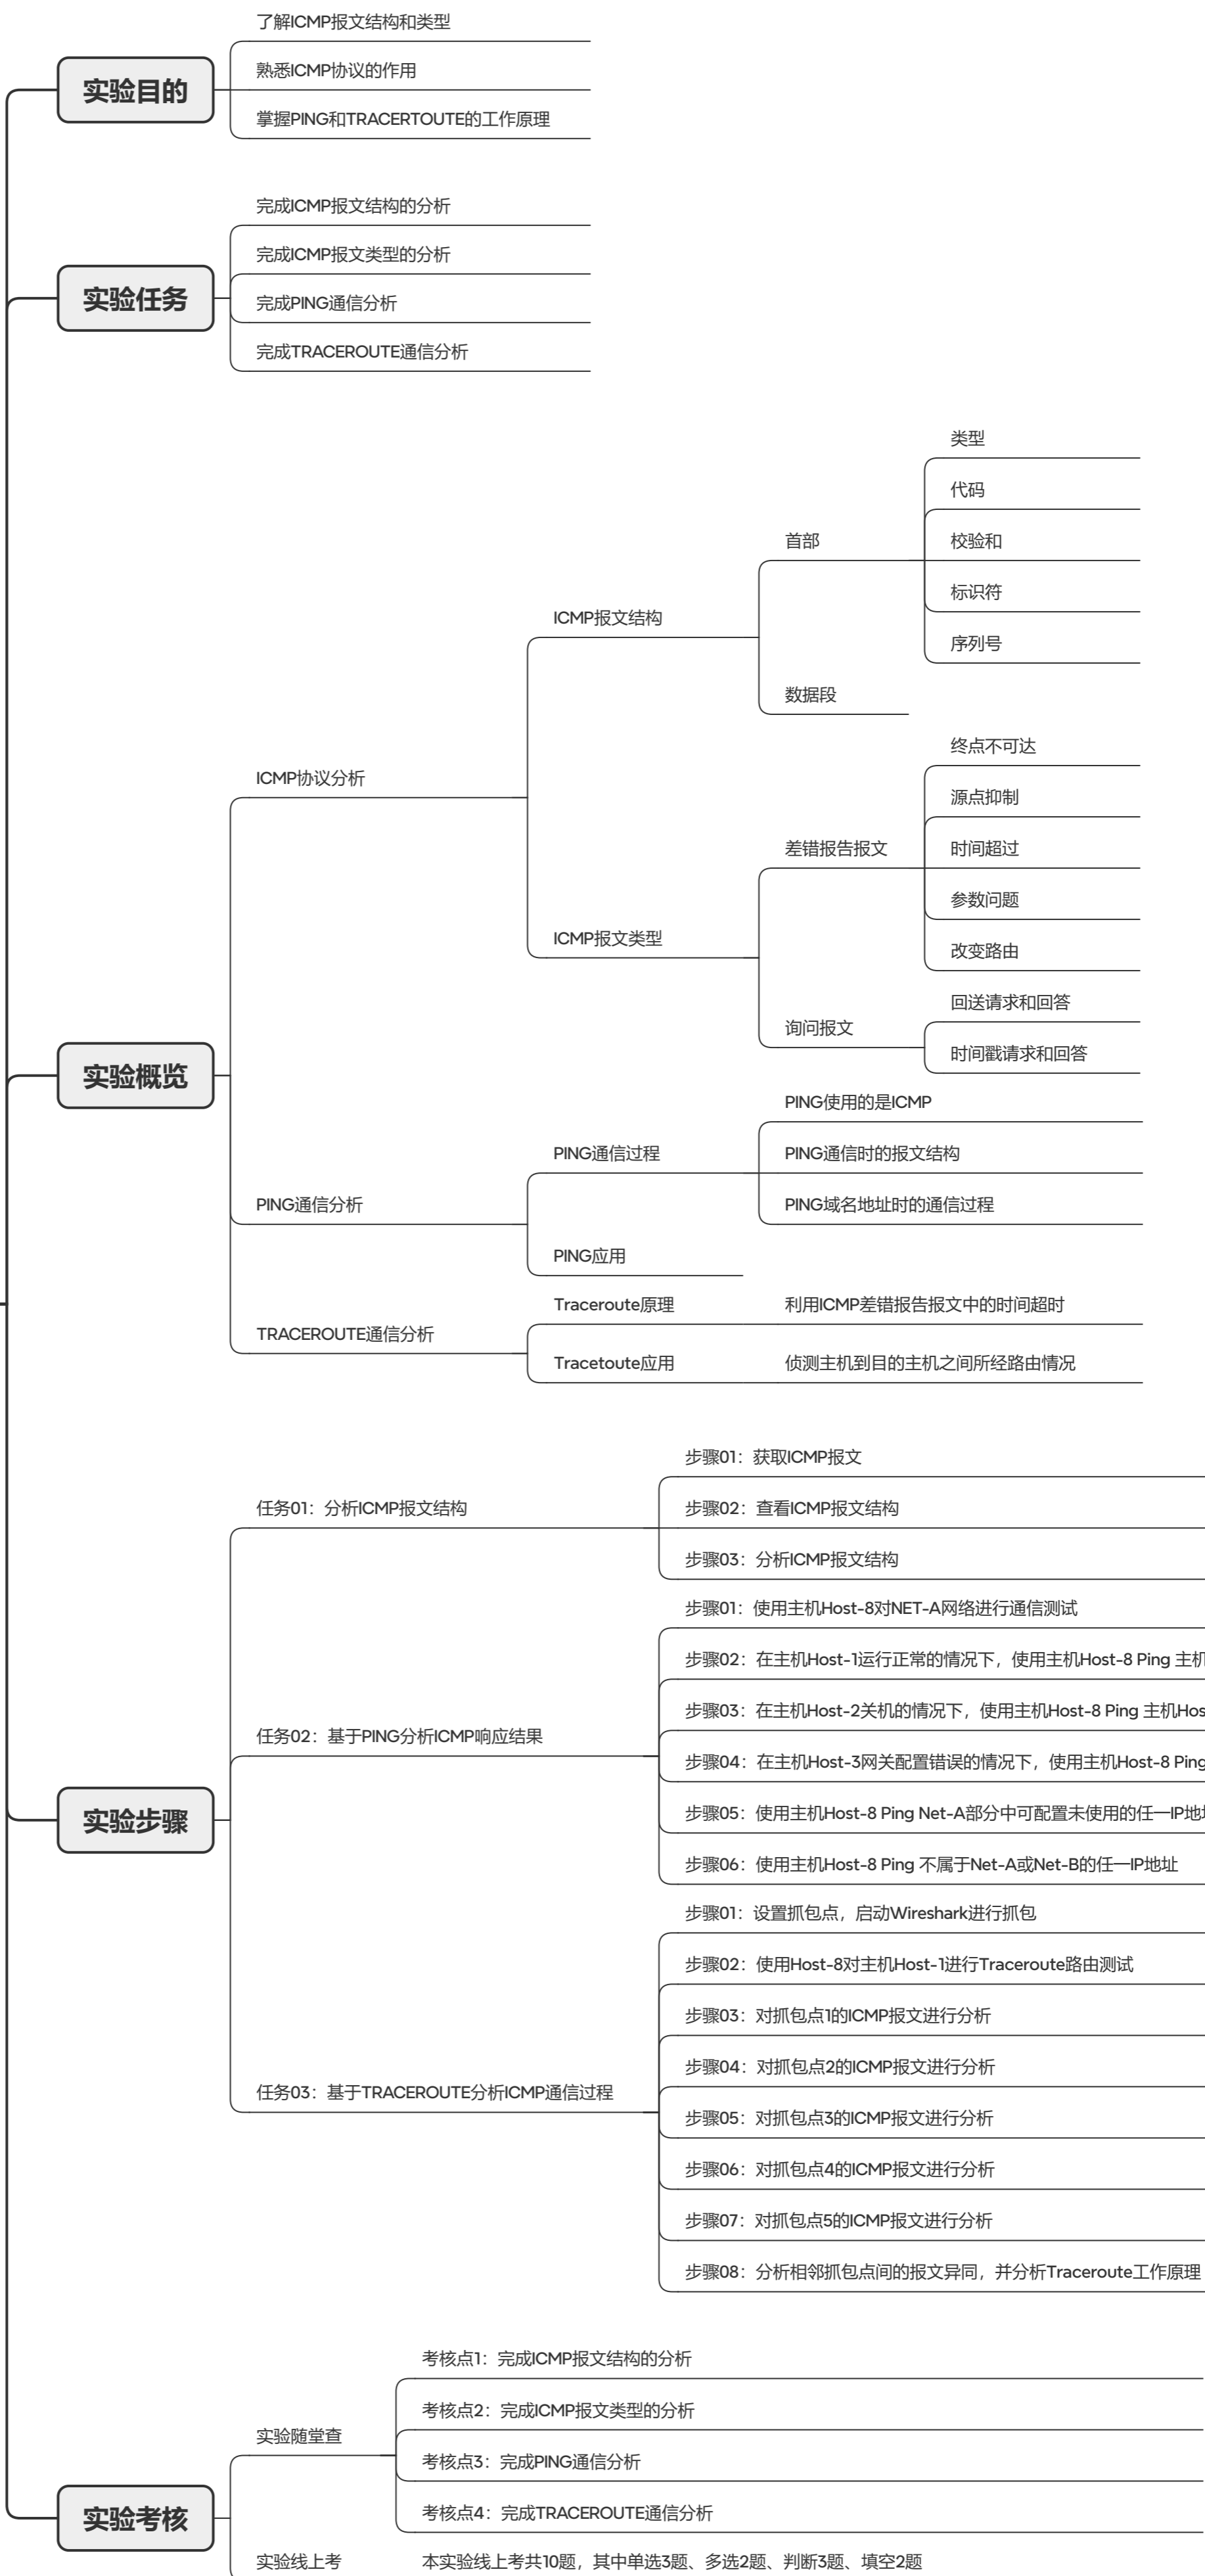 实验目的
了解ICMP报文结构和类型
熟悉ICMP协议的作用
掌握PING和TRACERTOUTE的工作原理
实验任务
完成ICMP报文结构的分析
完成ICMP报文类型的分析
完成PING通信分析
完成TRACEROUTE通信分析
实验概览
ICMP协议分析
ICMP报文结构
首部
类型
代码
校验和
标识符
序列号
数据段
ICMP报文类型
差错报告报文
终点不可达
源点抑制
时间超过
参数问题
改变路由
询问报文
回送请求和回答
时间戳请求和回答
PING通信分析
PING通信过程
PING使用的是ICMP
PING通信时的报文结构
PING域名地址时的通信过程
PING应用
TRACEROUTE通信分析
Traceroute原理
利用ICMP差错报告报文中的时间超时
Tracetoute应用
侦测主机到目的主机之间所经路由情况
实验步骤
任务01：分析ICMP报文结构
步骤01：获取ICMP报文
步骤02：查看ICMP报文结构
步骤03：分析ICMP报文结构
任务02：基于PING分析ICMP响应结果
步骤01：使用主机Host-8对NET-A网络进行通信测试
步骤02：在主机Host-1运行正常的情况下，使用主机Host-8 Ping 主机
步骤03：在主机Host-2关机的情况下，使用主机Host-8 Ping 主机Hos
步骤04：在主机Host-3网关配置错误的情况下，使用主机Host-8 Ping
步骤05：使用主机Host-8 Ping Net-A部分中可配置未使用的任一IP地
步骤06：使用主机Host-8 Ping 不属于Net-A或Net-B的任一IP地址
任务03：基于TRACEROUTE分析ICMP通信过程
步骤01：设置抓包点，启动Wireshark进行抓包
步骤02：使用Host-8对主机Host-1进行Traceroute路由测试
步骤03：对抓包点1的ICMP报文进行分析
步骤04：对抓包点2的ICMP报文进行分析
步骤05：对抓包点3的ICMP报文进行分析
步骤06：对抓包点4的ICMP报文进行分析
步骤07：对抓包点5的ICMP报文进行分析
步骤08：分析相邻抓包点间的报文异同，并分析Traceroute工作原理
实验考核
实验随堂查
考核点1：完成ICMP报文结构的分析
考核点2：完成ICMP报文类型的分析
考核点3：完成PING通信分析
考核点4：完成TRACEROUTE通信分析
实验线上考
本实验线上考共10题，其中单选3题、多选2题、判断3题、填空2题